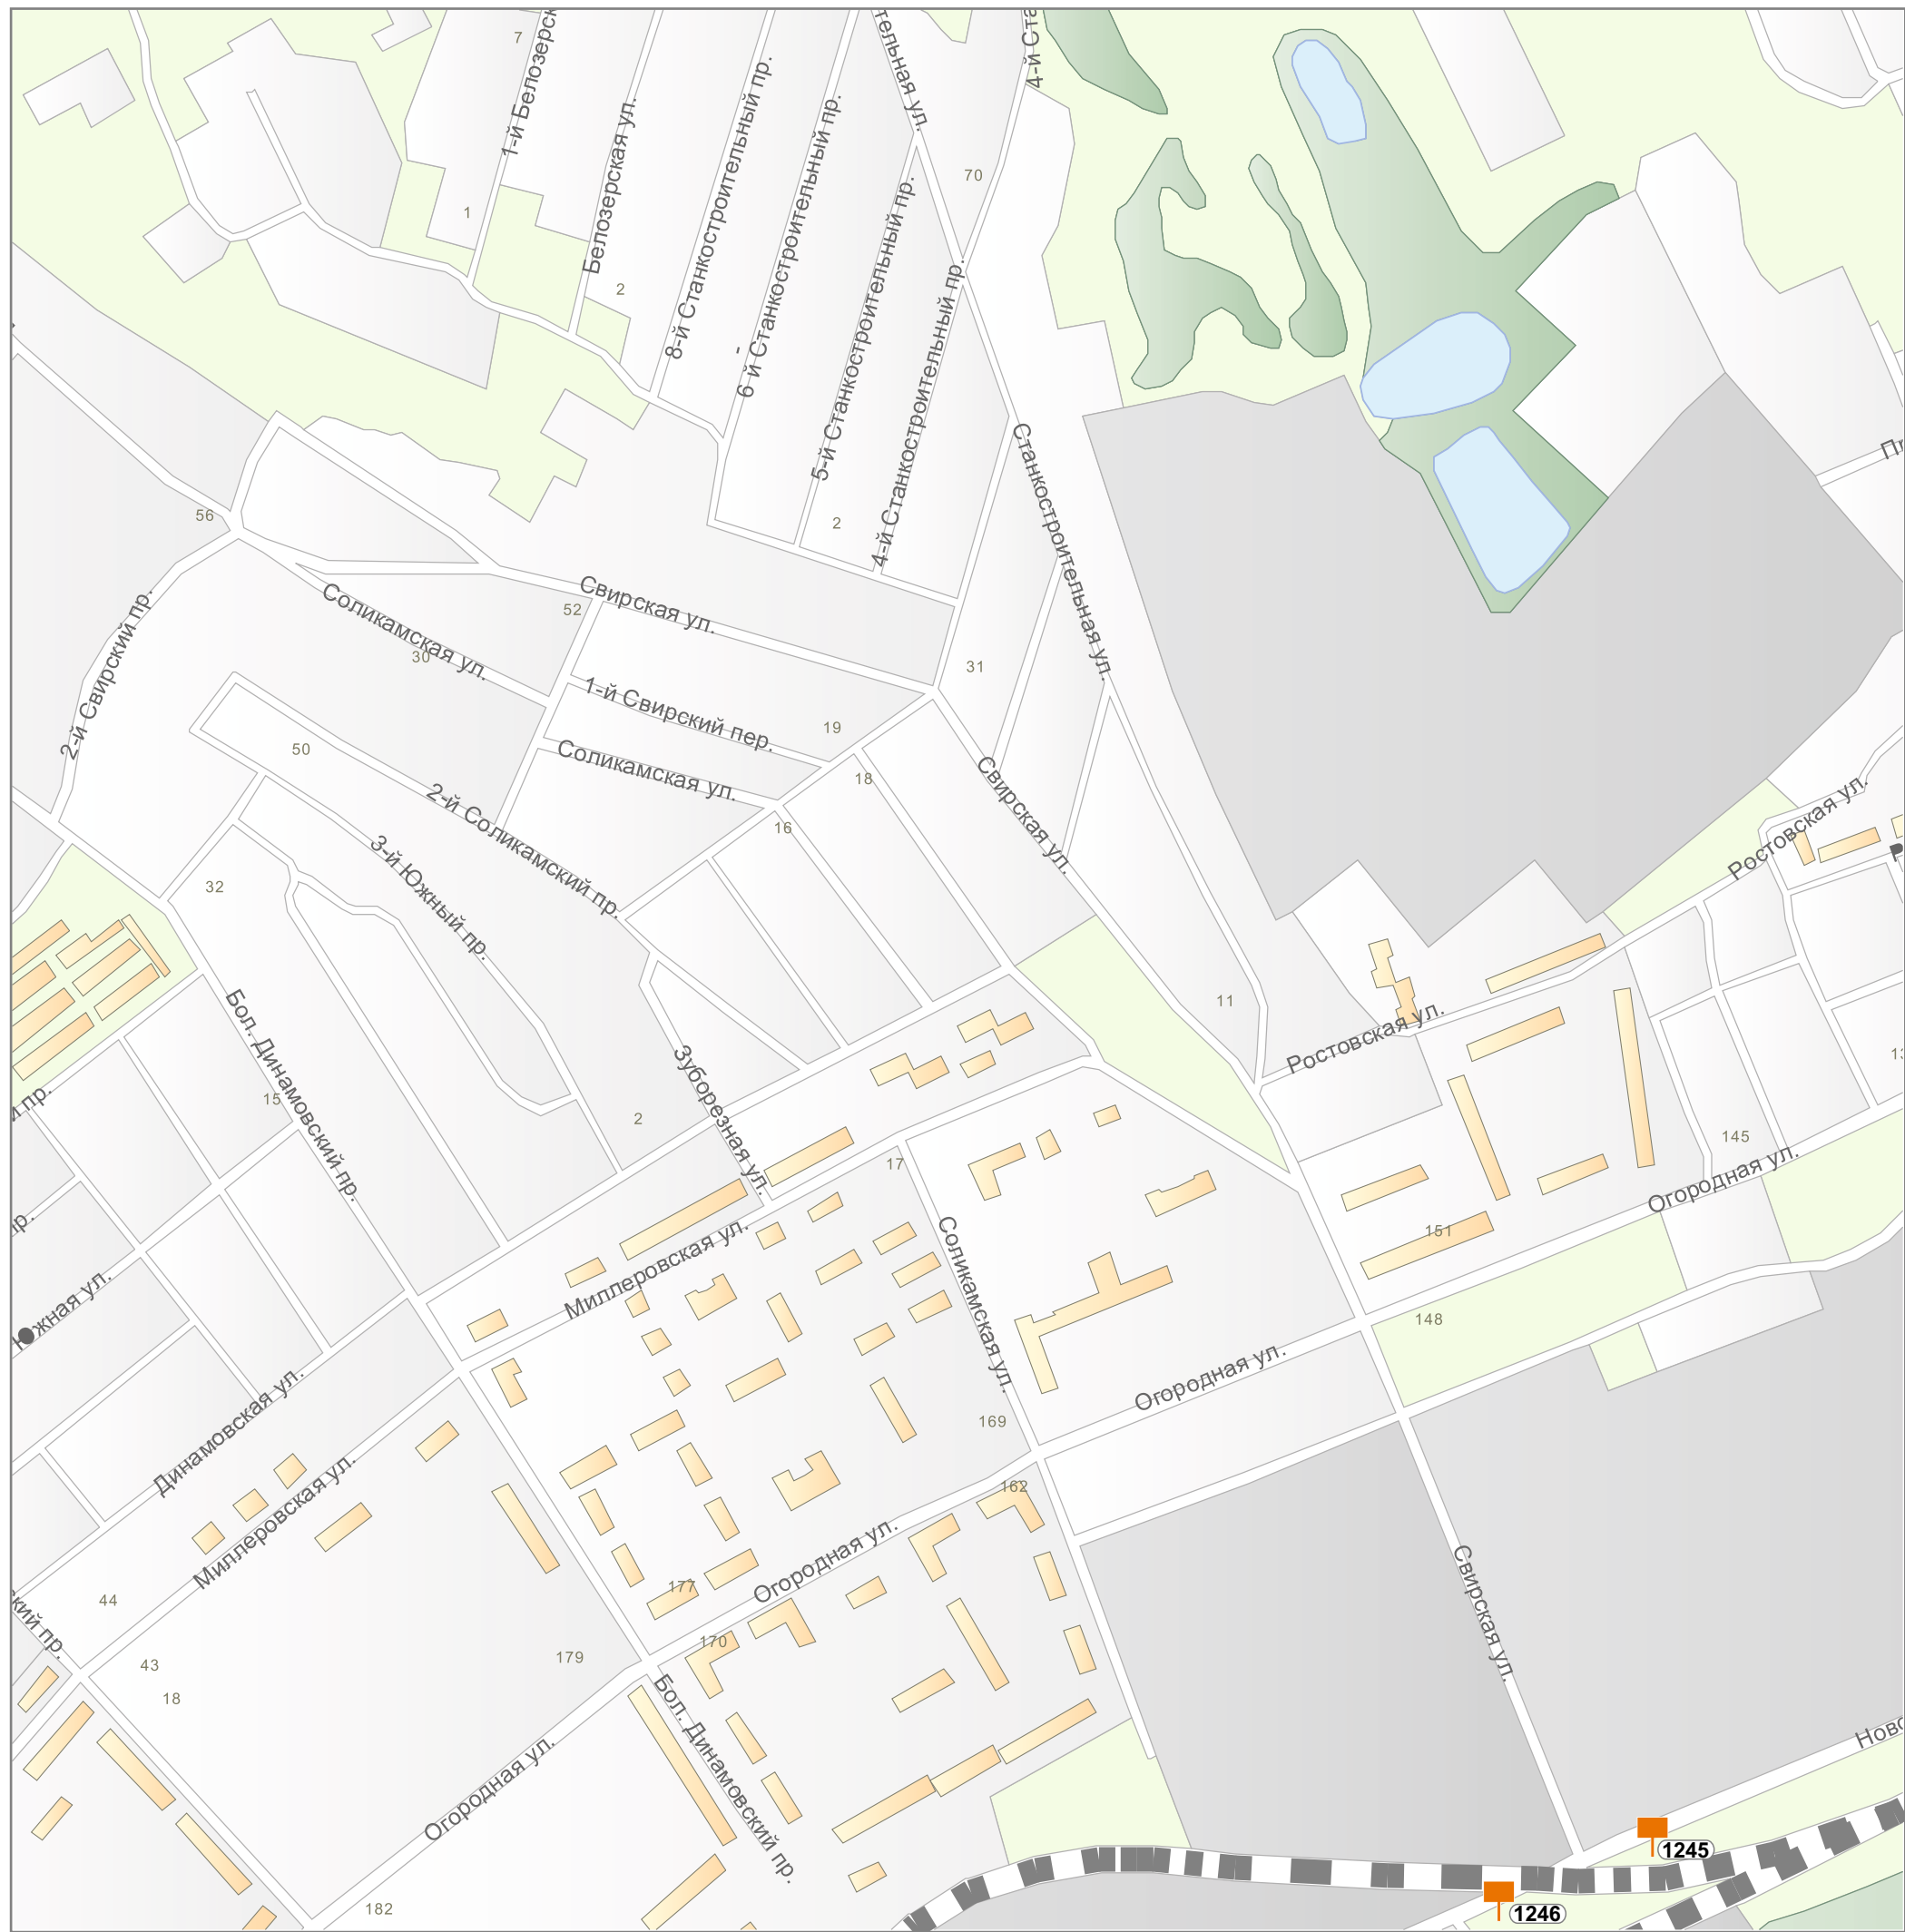 7
1-й Белозерск
Белозерская ул.
8-й Станкостроительный пр.
6 й Станкостроительный пр.
-
тельная ул.
4-й Ста
70
1
2
5-й Станкостроительный пр.
4-й Станкостроительный пр.
2
Станкостроительная ул.
56
2-й Свирский пр.
Соликамская ул.
30
52
Свирская ул.
31
1-й Свирский пер.
19
Соликамская ул.
50
2-й Соликамский пр.
18
16
Свирская ул.
Ростовская ул.
3-й Южный пр.
32
11
Ростовская ул.
Бол. Динамовский пр.
15
Зуборезная ул.
2
17
145
Огородная ул.
151
148
й пр.
пр.
Южная ул.
Миллеровская ул.
Соликамская ул.
Огородная ул.
169
Динамовская ул.
Миллеровская ул.
162
Огородная ул.
177
170
179
44
кий пр.
43
18
Бол. Динамовский пр.
Огородная ул.
182
Свирская ул.
Ново
1245
1246